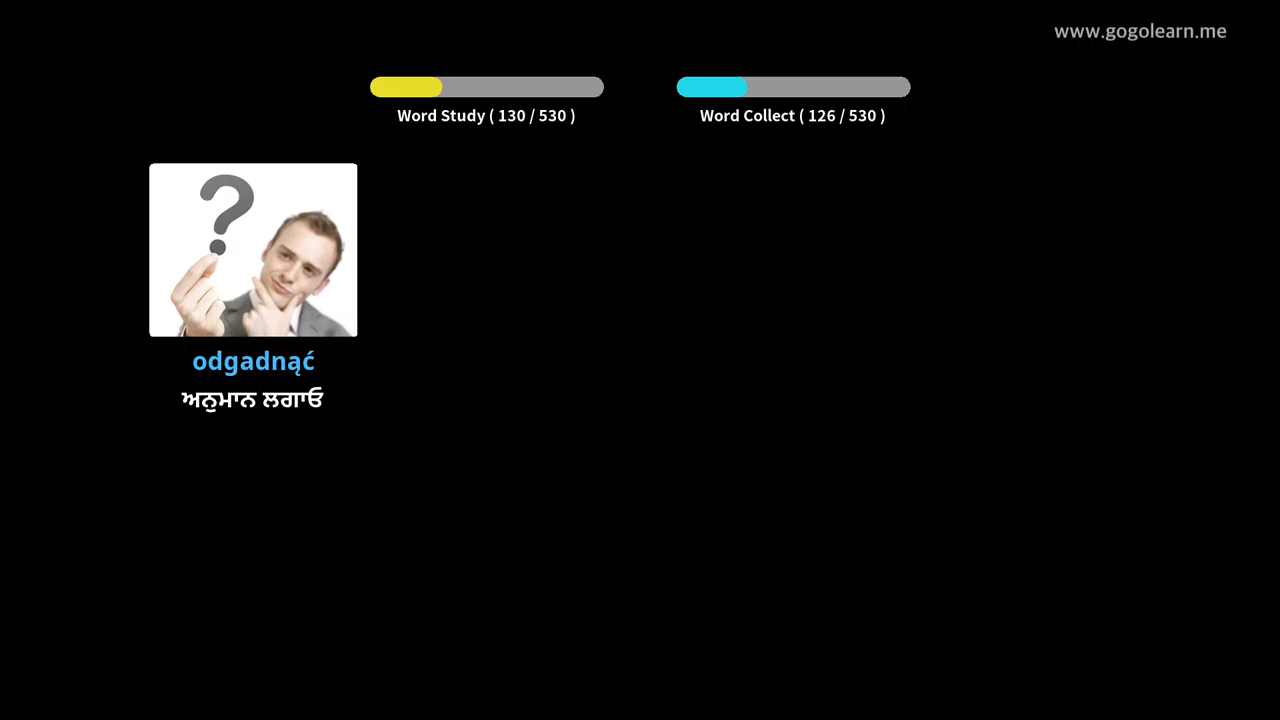 www.gogolearn.me
Word Study ( 130 / 530 )
Word Collect ( 126 / 530 )
odgadnąć
ਅਨੁਮਾਨ ਲਗਾਓ